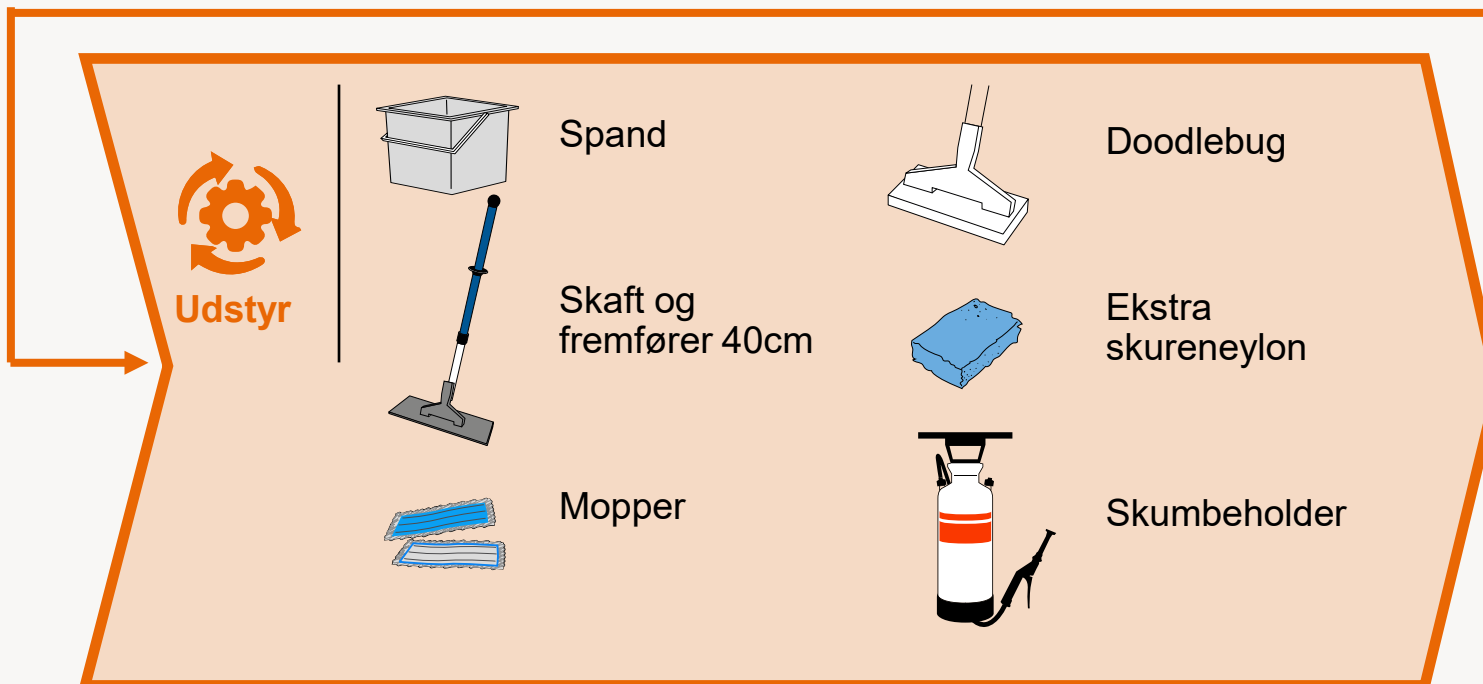 Udstyr
Spand
Skaft og
fremfører 40cm
Mopper
Doodlebug
Ekstra
skureneylon
Skumbeholder